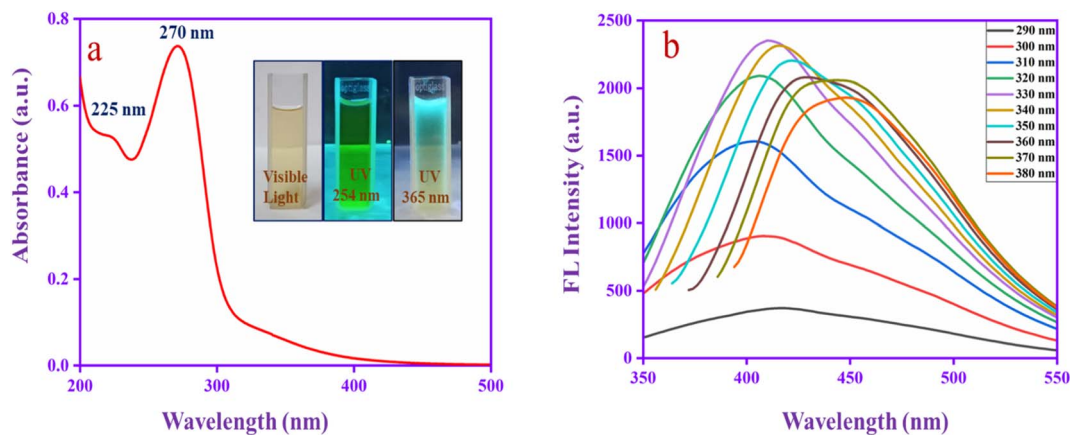 a
270 nm
225 nm
Absorbance (a.u.)
0.8
0.6
0.4
0.2
0.0
200
300
400
500
Wavelength (nm)
Visible
Light
UV
254 nm
UV
365 nm
b
FL Intensity (a.u.)
2500
2000
1500
1000
500
0
350
400
450
500
550
Wavelength (nm)
290 nm
300 nm
310 nm
320 nm
330 nm
340 nm
350 nm
360 nm
370 nm
380 nm